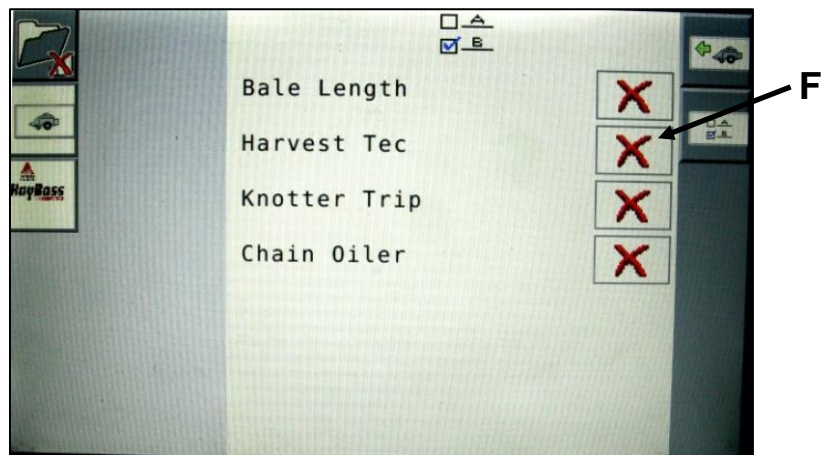 A
B
Bale Length
Harvest Tec
Knotter Trip
Chain Oiler
HayBoss
F
A
B